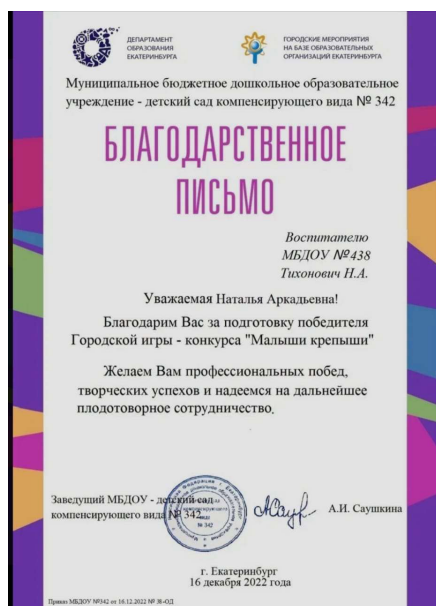 ДЕПАРТАМЕНТ
ОБРАЗОВАНИЯ
ЕКАТЕРИНБУРГА
ГОРОДСКИЕ МЕРОПРИЯТИЯ
НА БАЗЕ ОБРАЗОВАТЕЛЬНЫХ
ОРГАНИЗАЦИЙ ЕКАТЕРИНБУРГА
Муниципальное бюджетное дошкольное образовательное
учреждение - детский сад компенсирующего вида № 342
БЛАГОДАРСТВЕННОЕ
ПИСЬМО
Воспитателю
МБДОУ №438
Тихонович Н.А.
Уважаемая Наталья Аркадьевна!
Благодарим Вас за подготовку победителя
Городской игры - конкурса "Малыши крепыши"
Желаем Вам профессиональных побед,
творческих успехов и надеемся на дальнейшее
плодотворное сотрудничество.
Заведущий МБДОУ - детский сад
компенсирующего вида № 342
№ 342
А.И. Саушкина
г. Екатеринбург
16 декабря 2022 года
Приказ МБДОУ №342 от 16.12.2022 № 38-ОД